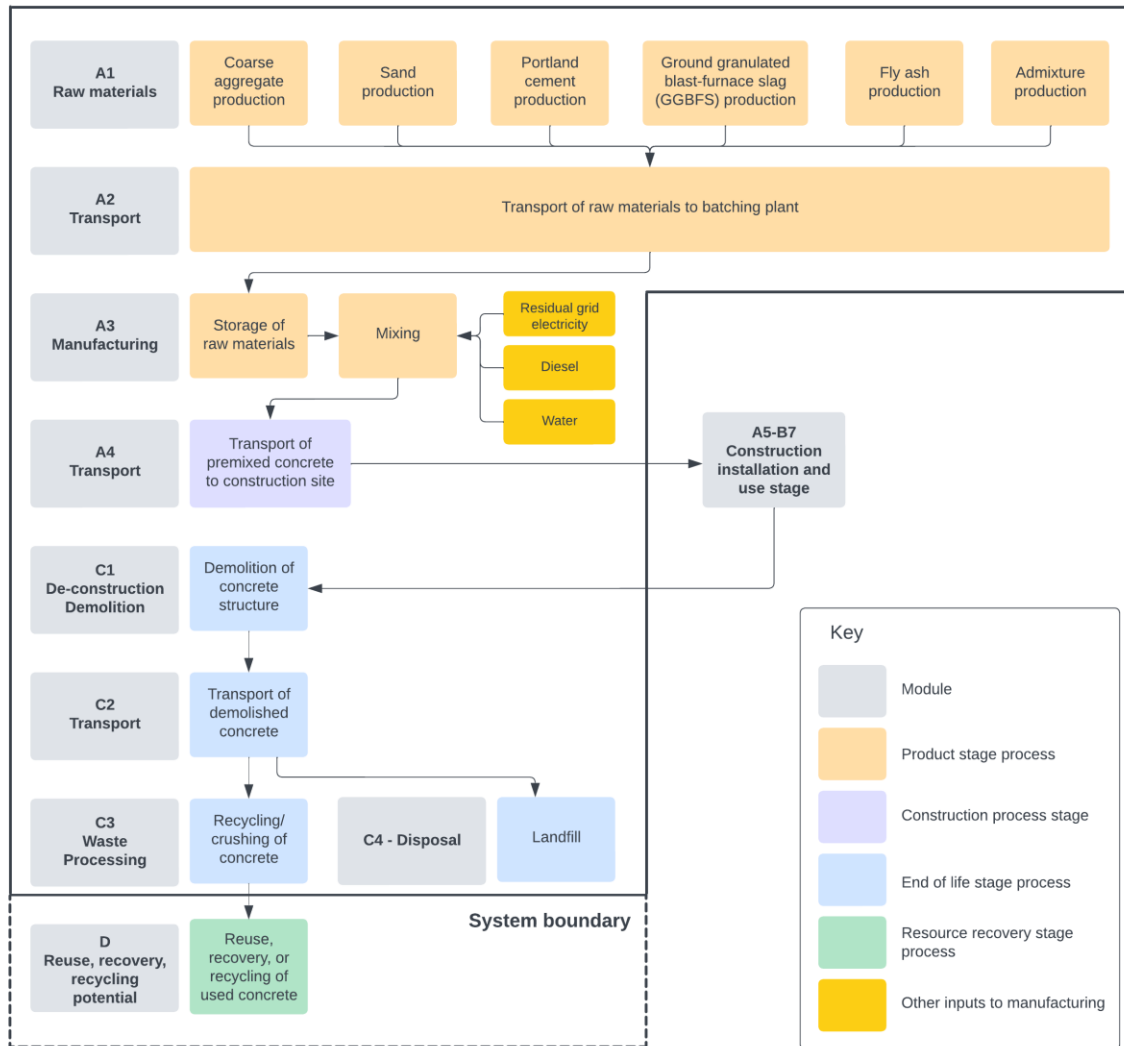 A1
Raw materials
Coarse
aggregate
production
Sand
production
Portland
cement
production
Ground granulated
blast-furnace slag
(GGBFS) production
Fly ash
production
Admixture
production
A2
Transport
Transport of raw materials to batching plant
A3
Manufacturing
Storage of
raw materials
Mixing
Residual grid
electricity
Diesel
Water
A4
Transport
Transport of
premixed concrete
to construction site
A5-B7
Construction
installation and
use stage
C1
De-construction
Demolition
Demolition of
concrete
structure
C2
Transport
Transport of
demolished
concrete
C3
Waste
Processing
Recycling/
crushing of
concrete
C4 - Disposal
Landfill
System boundary
D
Reuse, recovery,
recycling
potential
Reuse,
recovery, or
recycling of
used concrete
Key
Module
Product stage process
Construction process stage
End of life stage process
Resource recovery stage
process
Other inputs to manufacturing